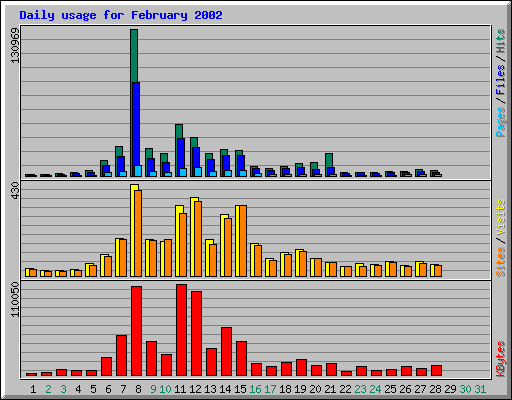 Daily usage for February 2002
130969
Pages / Files / Hits
430
Sites / Visits
110050
KBytes
1 2 3 4 5 6 7 8 9 10 11 12 13 14 15 16 17 18 19 20 21 22 23 24 25 26 27 28 29 30 31